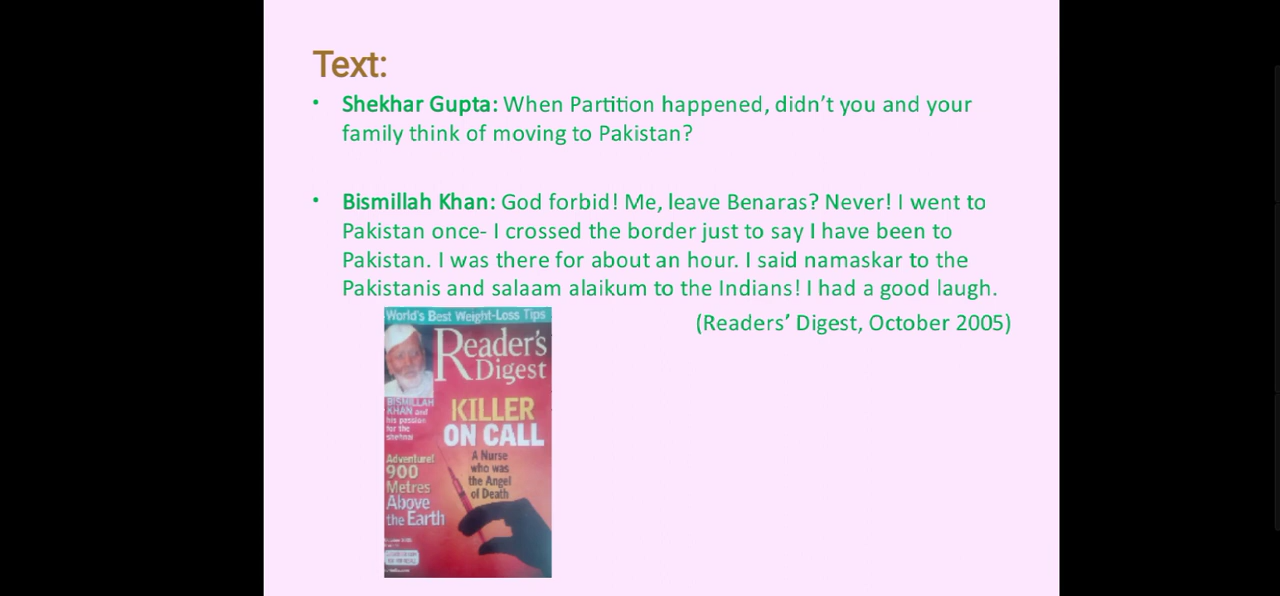 Text:
• Shekhar Gupta: When Partition happened, didn't you and your
family think of moving to Pakistan?
• Bismillah Khan: God forbid! Me, leave Benaras? Never! I went to
Pakistan once- I crossed the border just to say I have been to
Pakistan. I was there for about an hour. I said namaskar to the
Pakistanis and salaam alaikum to the Indians! I had a good laugh.
(Readers' Digest, October 2005)
World's Best Weight-Loss Tips
Reader's
Digest
BISMILLAH
KHAN and
his passion
for the
shehnai
KILLER
ON CALL
A Nurse
who was
the Angel
of Death
Adventure!
900
Metres
Above
the Earth